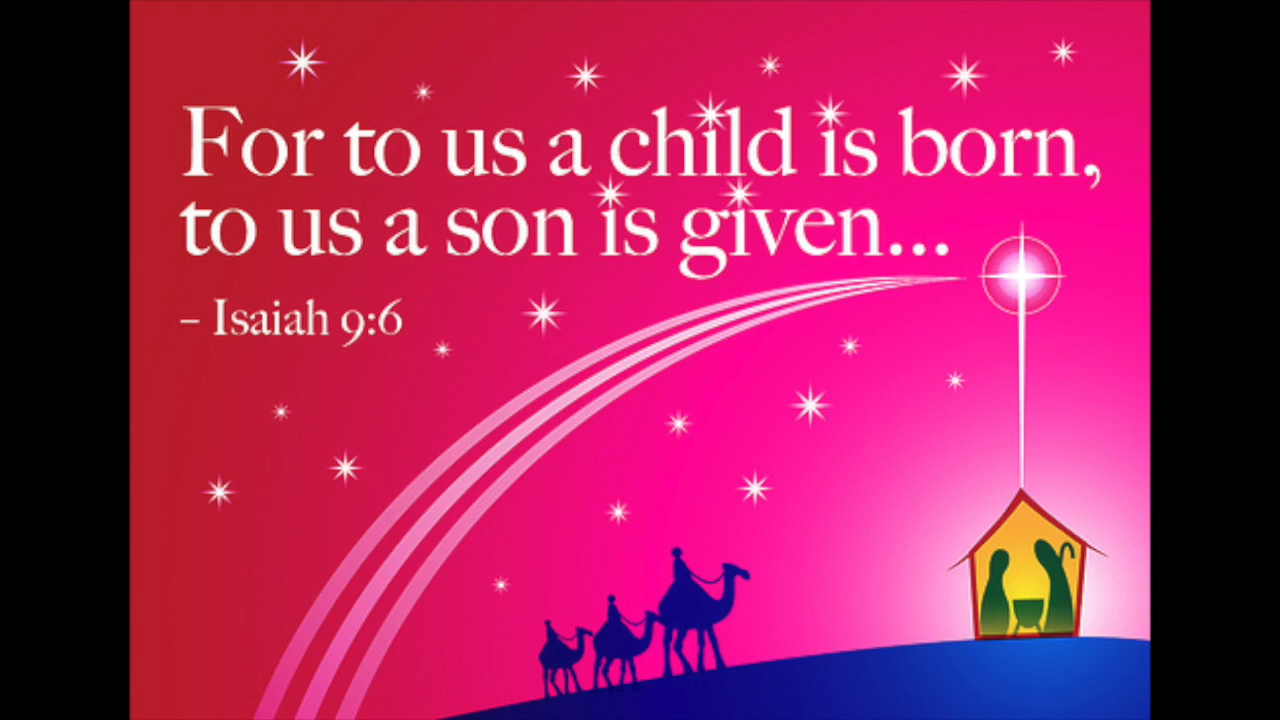 For to us a child is born,
to us a son is given...
– Isaiah 9:6